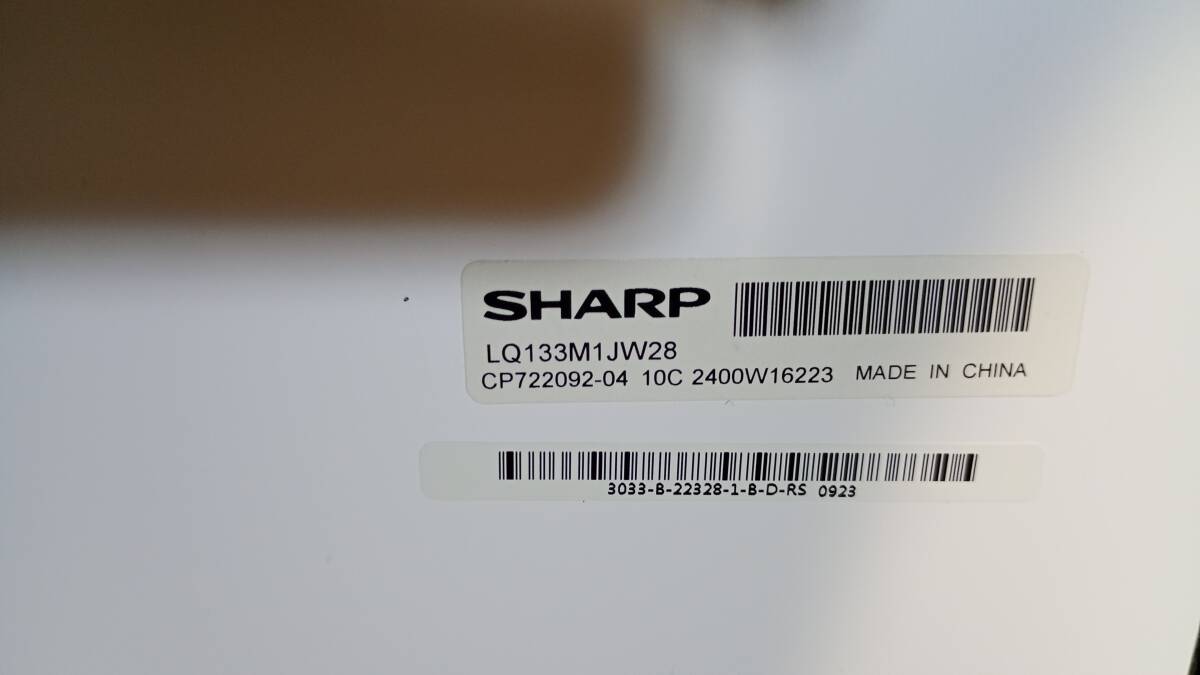 SHARP
LQ133M1JW28
CP722092-04 10C 2400W16223 MADE IN CHINA
3033-B-22328-1-B-D-RS 0923